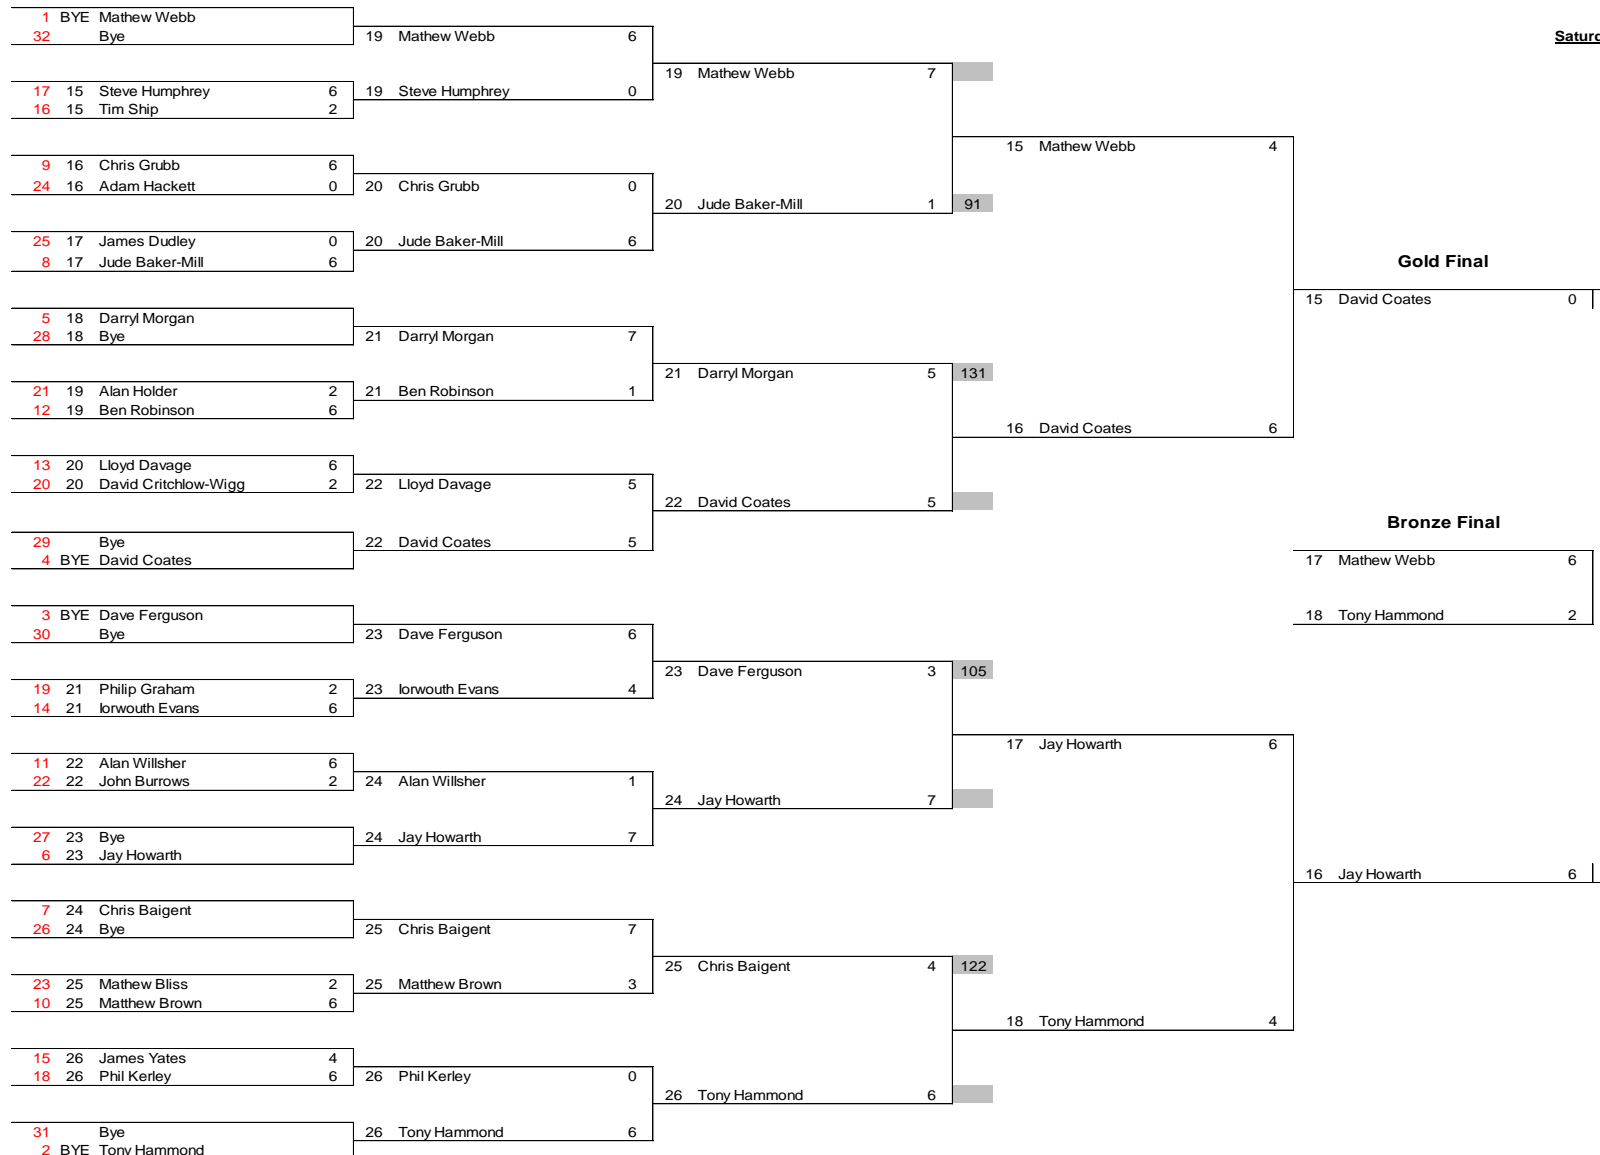 1 BYE Mathew Webb
32 Bye
19 Mathew Webb 6
Saturd
19 Mathew Webb 7
17 15 Steve Humphrey 6
16 15 Tim Ship 2
19 Steve Humphrey 0
15 Mathew Webb 4
9 16 Chris Grubb 6
24 16 Adam Hackett 0
20 Chris Grubb 0
20 Jude Baker-Mill 1 91
25 17 James Dudley 0
8 17 Jude Baker-Mill 6
20 Jude Baker-Mill 6
Gold Final
15 David Coates 0
5 18 Darryl Morgan
28 18 Bye
21 Darryl Morgan 7
21 Darryl Morgan 5 131
21 19 Alan Holder 2
12 19 Ben Robinson 6
21 Ben Robinson 1
16 David Coates 6
13 20 Lloyd Davage 6
20 20 David Critchlow-Wigg 2
22 Lloyd Davage 5
22 David Coates 5
Bronze Final
29 Bye
4 BYE David Coates
22 David Coates 5
17 Mathew Webb 6
18 Tony Hammond 2
3 BYE Dave Ferguson
30 Bye
23 Dave Ferguson 6
23 Dave Ferguson 3 105
19 21 Philip Graham 2
14 21 Iorwouth Evans 6
23 Iorwouth Evans 4
17 Jay Howarth 6
11 22 Alan Willsher 6
22 22 John Burrows 2
24 Alan Willsher 1
24 Jay Howarth 7
27 23 Bye
6 23 Jay Howarth
24 Jay Howarth 7
16 Jay Howarth 6
7 24 Chris Baigent
26 24 Bye
25 Chris Baigent 7
25 Chris Baigent 4 122
23 25 Mathew Bliss 2
10 25 Matthew Brown 6
25 Matthew Brown 3
18 Tony Hammond 4
15 26 James Yates 4
18 26 Phil Kerley 6
26 Phil Kerley 0
26 Tony Hammond 6
31 Bye
2 BYE Tony Hammond
26 Tony Hammond 6